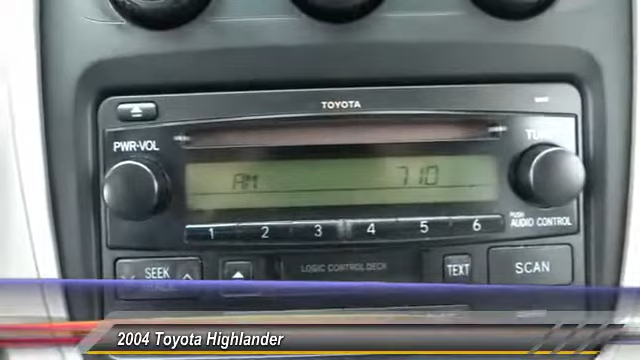 TOYOTA
PWR·VOL
AM 710
1 2 3 4 5 6
PUSH
AUDIO CONTROL
SEEK
TEXT
SCAN
LOGIC CONTROL DECK
2004 Toyota Highlander